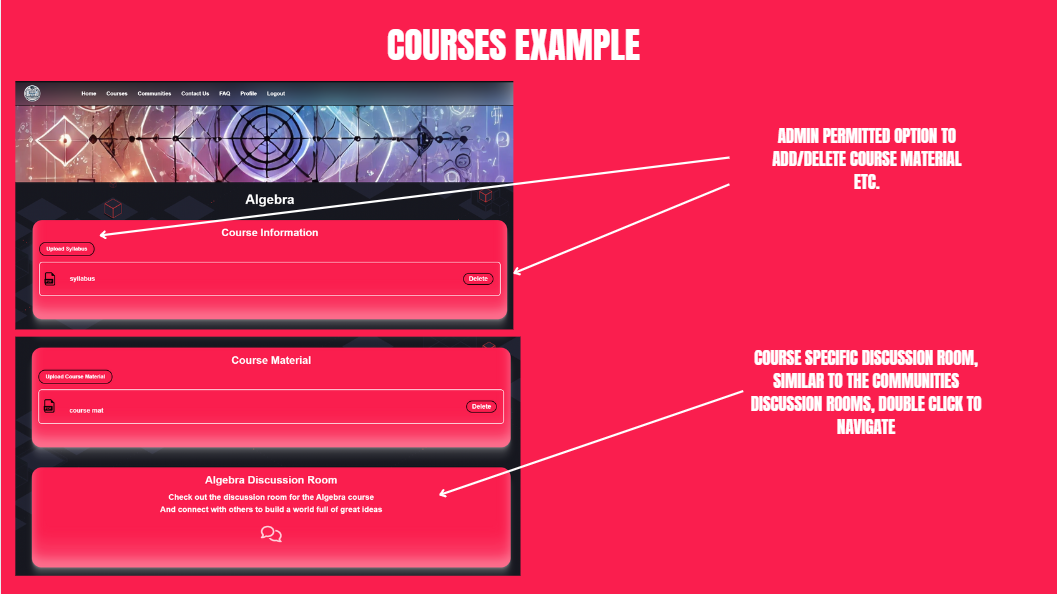 COURSES EXAMPLE
Home Courses Communities Contact Us FAQ Profile Logout
ADMIN PERMITTED OPTION TO
ADD/DELETE COURSE MATERIAL
ETC.
Algebra
Course Information
Upload Syllabus
syllabus Delete
Course Material
Upload Course Material
course mat Delete
COURSE SPECIFIC DISCUSSION ROOM,
SIMILAR TO THE COMMUNITIES
DISCUSSION ROOMS, DOUBLE CLICK TO
NAVIGATE
Algebra Discussion Room
Check out the discussion room for the Algebra course
And connect with others to build a world full of great ideas